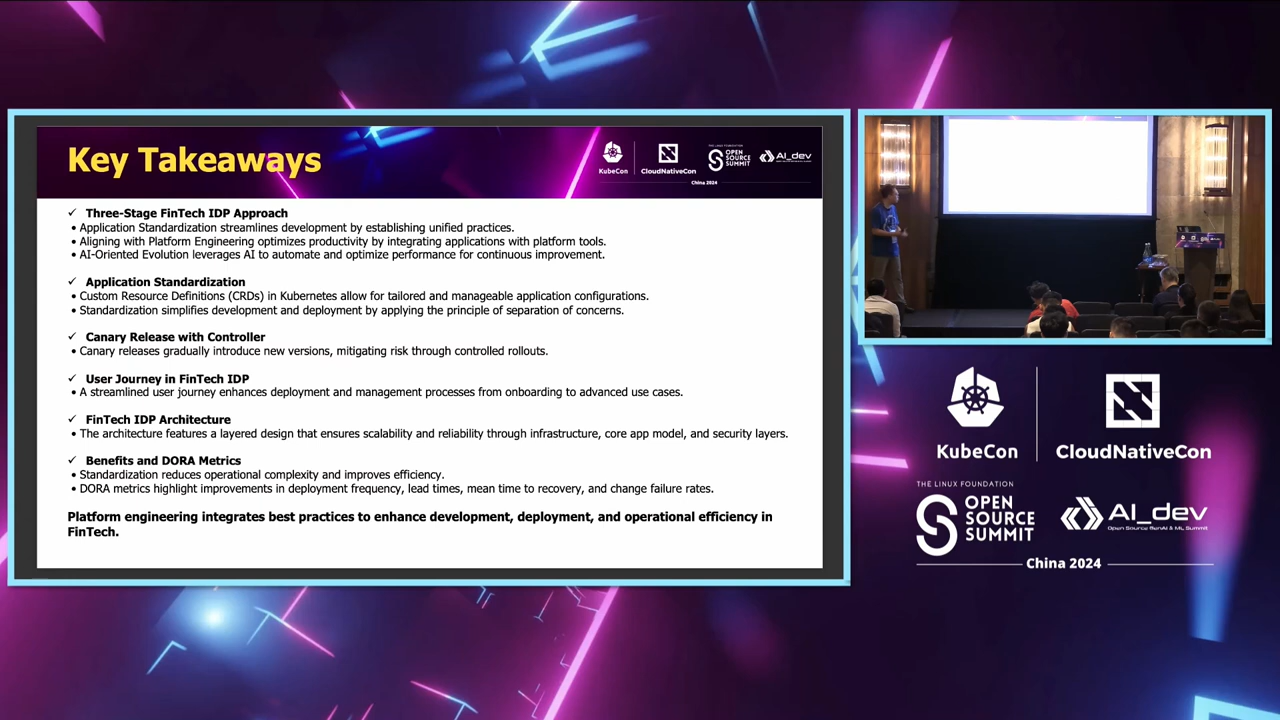 Key Takeaways
KubeCon
CloudNativeCon
THE LINUX FOUNDATION
OPEN
SOURCE
SUMMIT
AI_dev
China 2024
✓ Three-Stage FinTech IDP Approach
• Application Standardization streamlines development by establishing unified practices.
• Aligning with Platform Engineering optimizes productivity by integrating applications with platform tools.
• AI-Oriented Evolution leverages AI to automate and optimize performance for continuous improvement.
✓ Application Standardization
• Custom Resource Definitions (CRDs) in Kubernetes allow for tailored and manageable application configurations.
• Standardization simplifies development and deployment by applying the principle of separation of concerns.
✓ Canary Release with Controller
• Canary releases gradually introduce new versions, mitigating risk through controlled rollouts.
✓ User Journey in FinTech IDP
• A streamlined user journey enhances deployment and management processes from onboarding to advanced use cases.
✓ FinTech IDP Architecture
• The architecture features a layered design that ensures scalability and reliability through infrastructure, core app model, and security layers.
✓ Benefits and DORA Metrics
• Standardization reduces operational complexity and improves efficiency.
• DORA metrics highlight improvements in deployment frequency, lead times, mean time to recovery, and change failure rates.
Platform engineering integrates best practices to enhance development, deployment, and operational efficiency in
FinTech.
KubeCon
CloudNativeCon
THE LINUX FOUNDATION
OPEN
SOURCE
SUMMIT
AI_dev
Open Source GenAI & ML Summit
China 2024